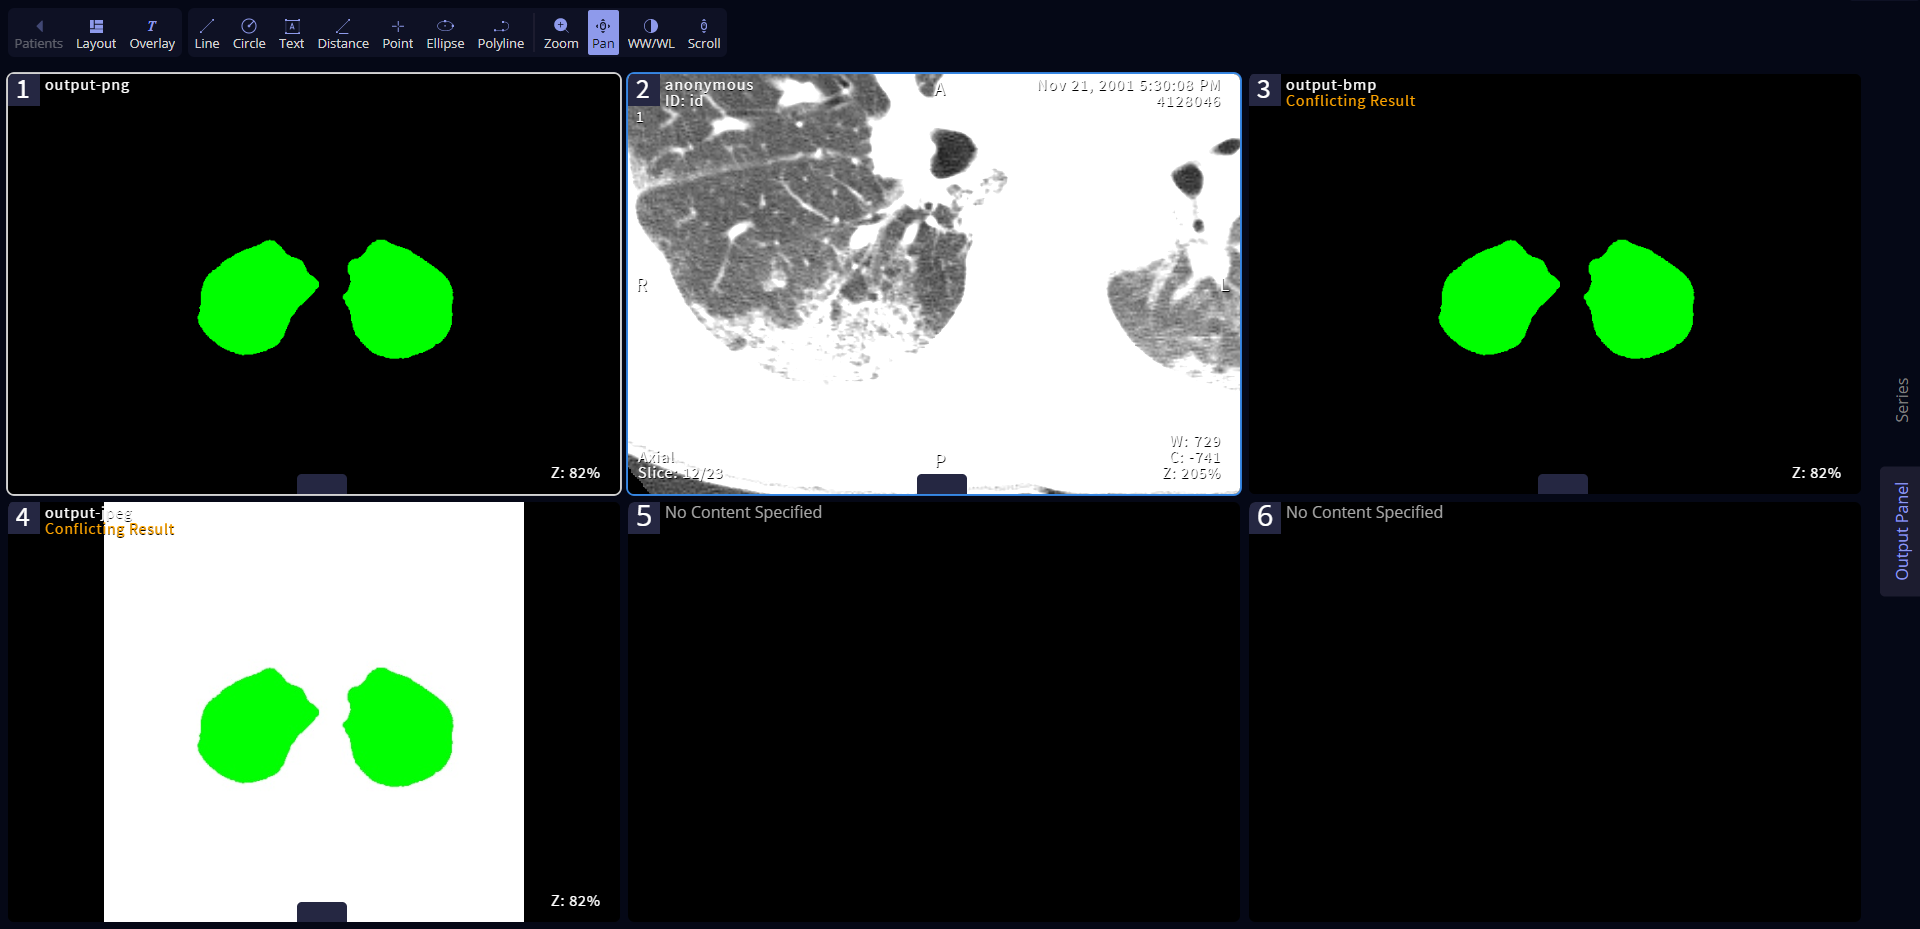 Patients Layout Overlay Line Circle Text Distance Point Ellipse Polyline Zoom Pan WW/WL Scroll
1 output-png
Z: 82%
2 anonymous
ID: id
1
A
Nov 21, 2001 5:30:08 PM
4128046
R
L
Axial
Slice: 12/23
P
W: 729
C: -741
Z: 205%
3 output-bmp
Conflicting Result
Z: 82%
4 output-jpeg
Conflicting Result
Z: 82%
5 No Content Specified
6 No Content Specified
Series
Output Panel